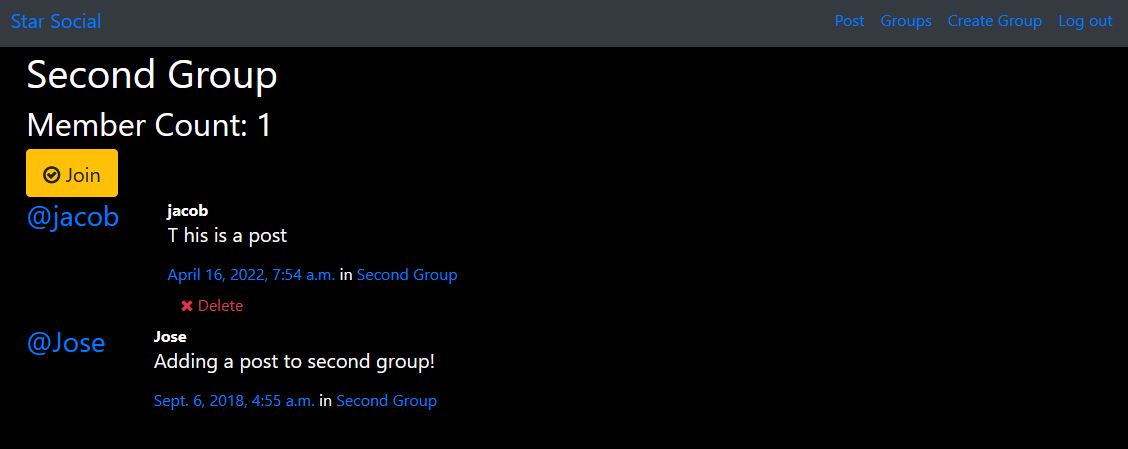 Star Social
Post Groups Create Group Log out
Second Group
Member Count: 1
Join
@jacob
jacob
T his is a post
April 16, 2022, 7:54 a.m. in Second Group
Delete
@Jose
Jose
Adding a post to second group!
Sept. 6, 2018, 4:55 a.m. in Second Group